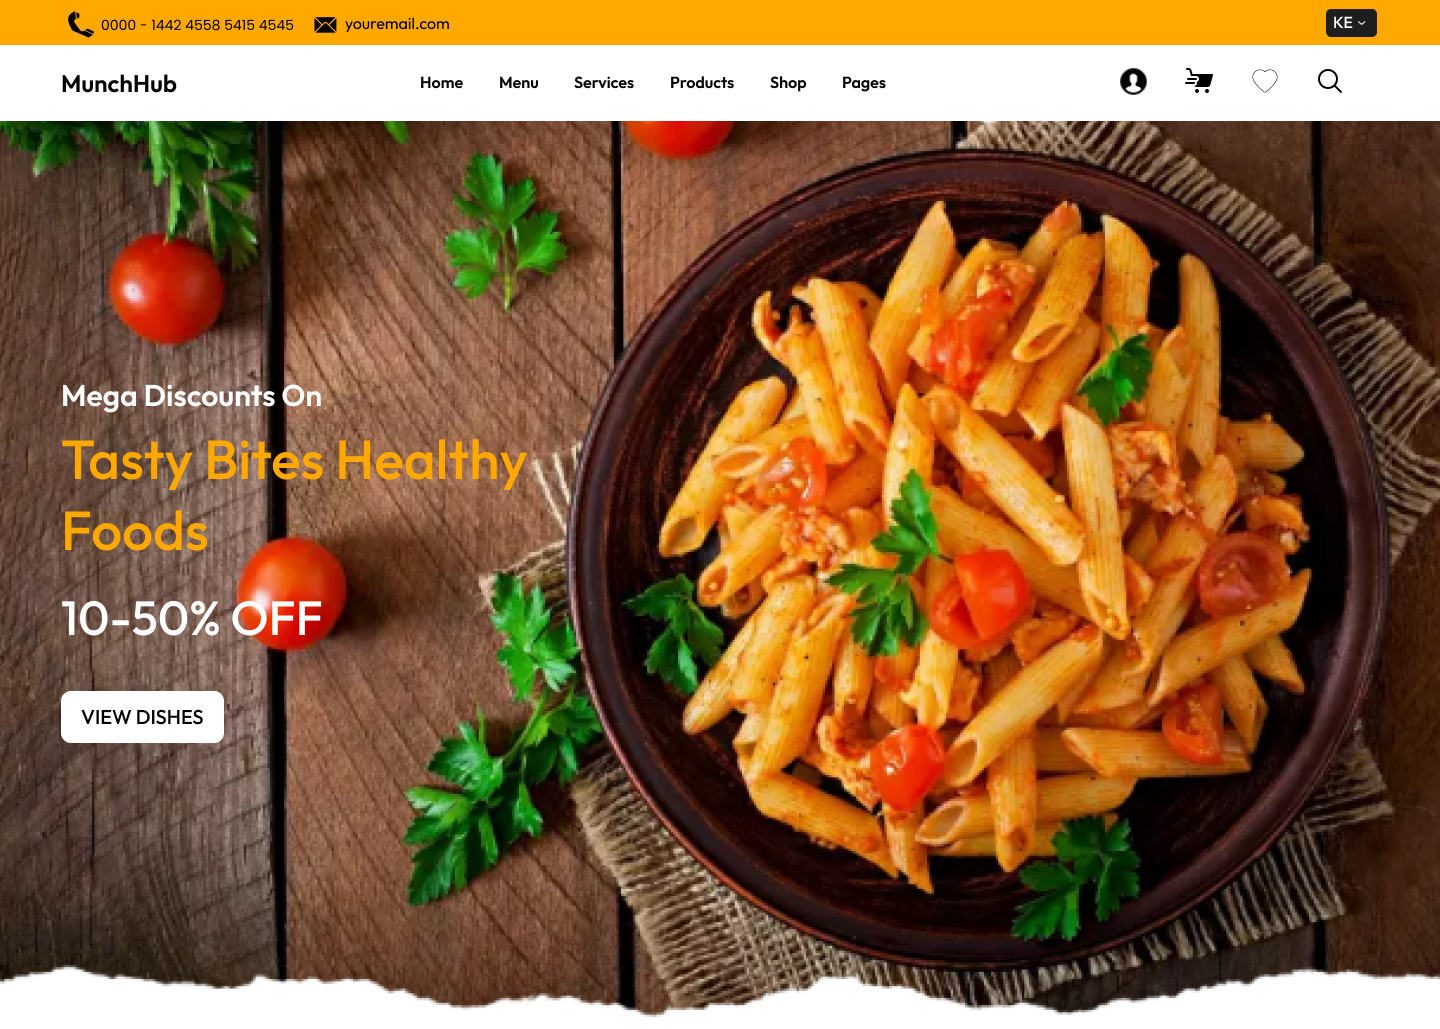 0000 - 1442 4558 5415 4545 youremail.com KE
MunchHub Home Menu Services Products Shop Pages
Mega Discounts On
Tasty Bites Healthy
Foods
10-50% OFF
VIEW DISHES